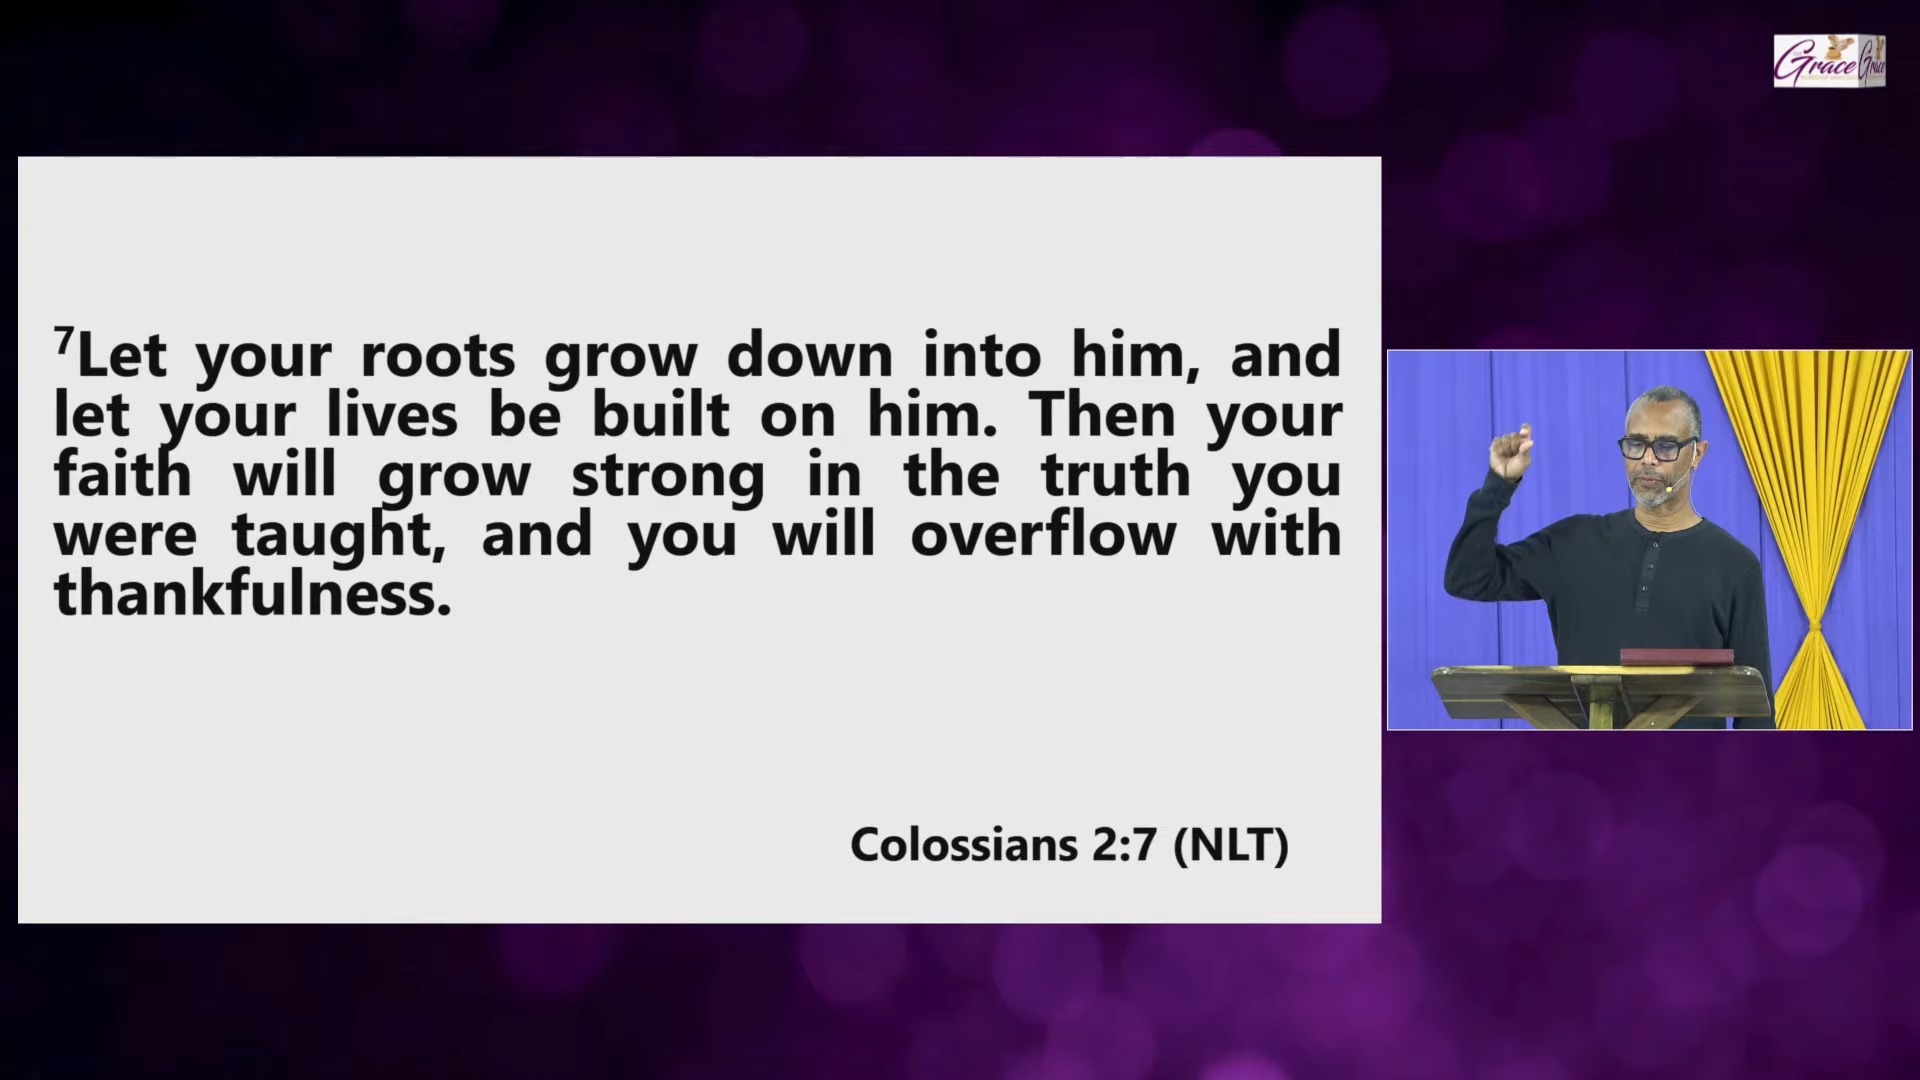 Grace Grace
⁷Let your roots grow down into him, and
let your lives be built on him. Then your
faith will grow strong in the truth you
were taught, and you will overflow with
thankfulness.
Colossians 2:7 (NLT)